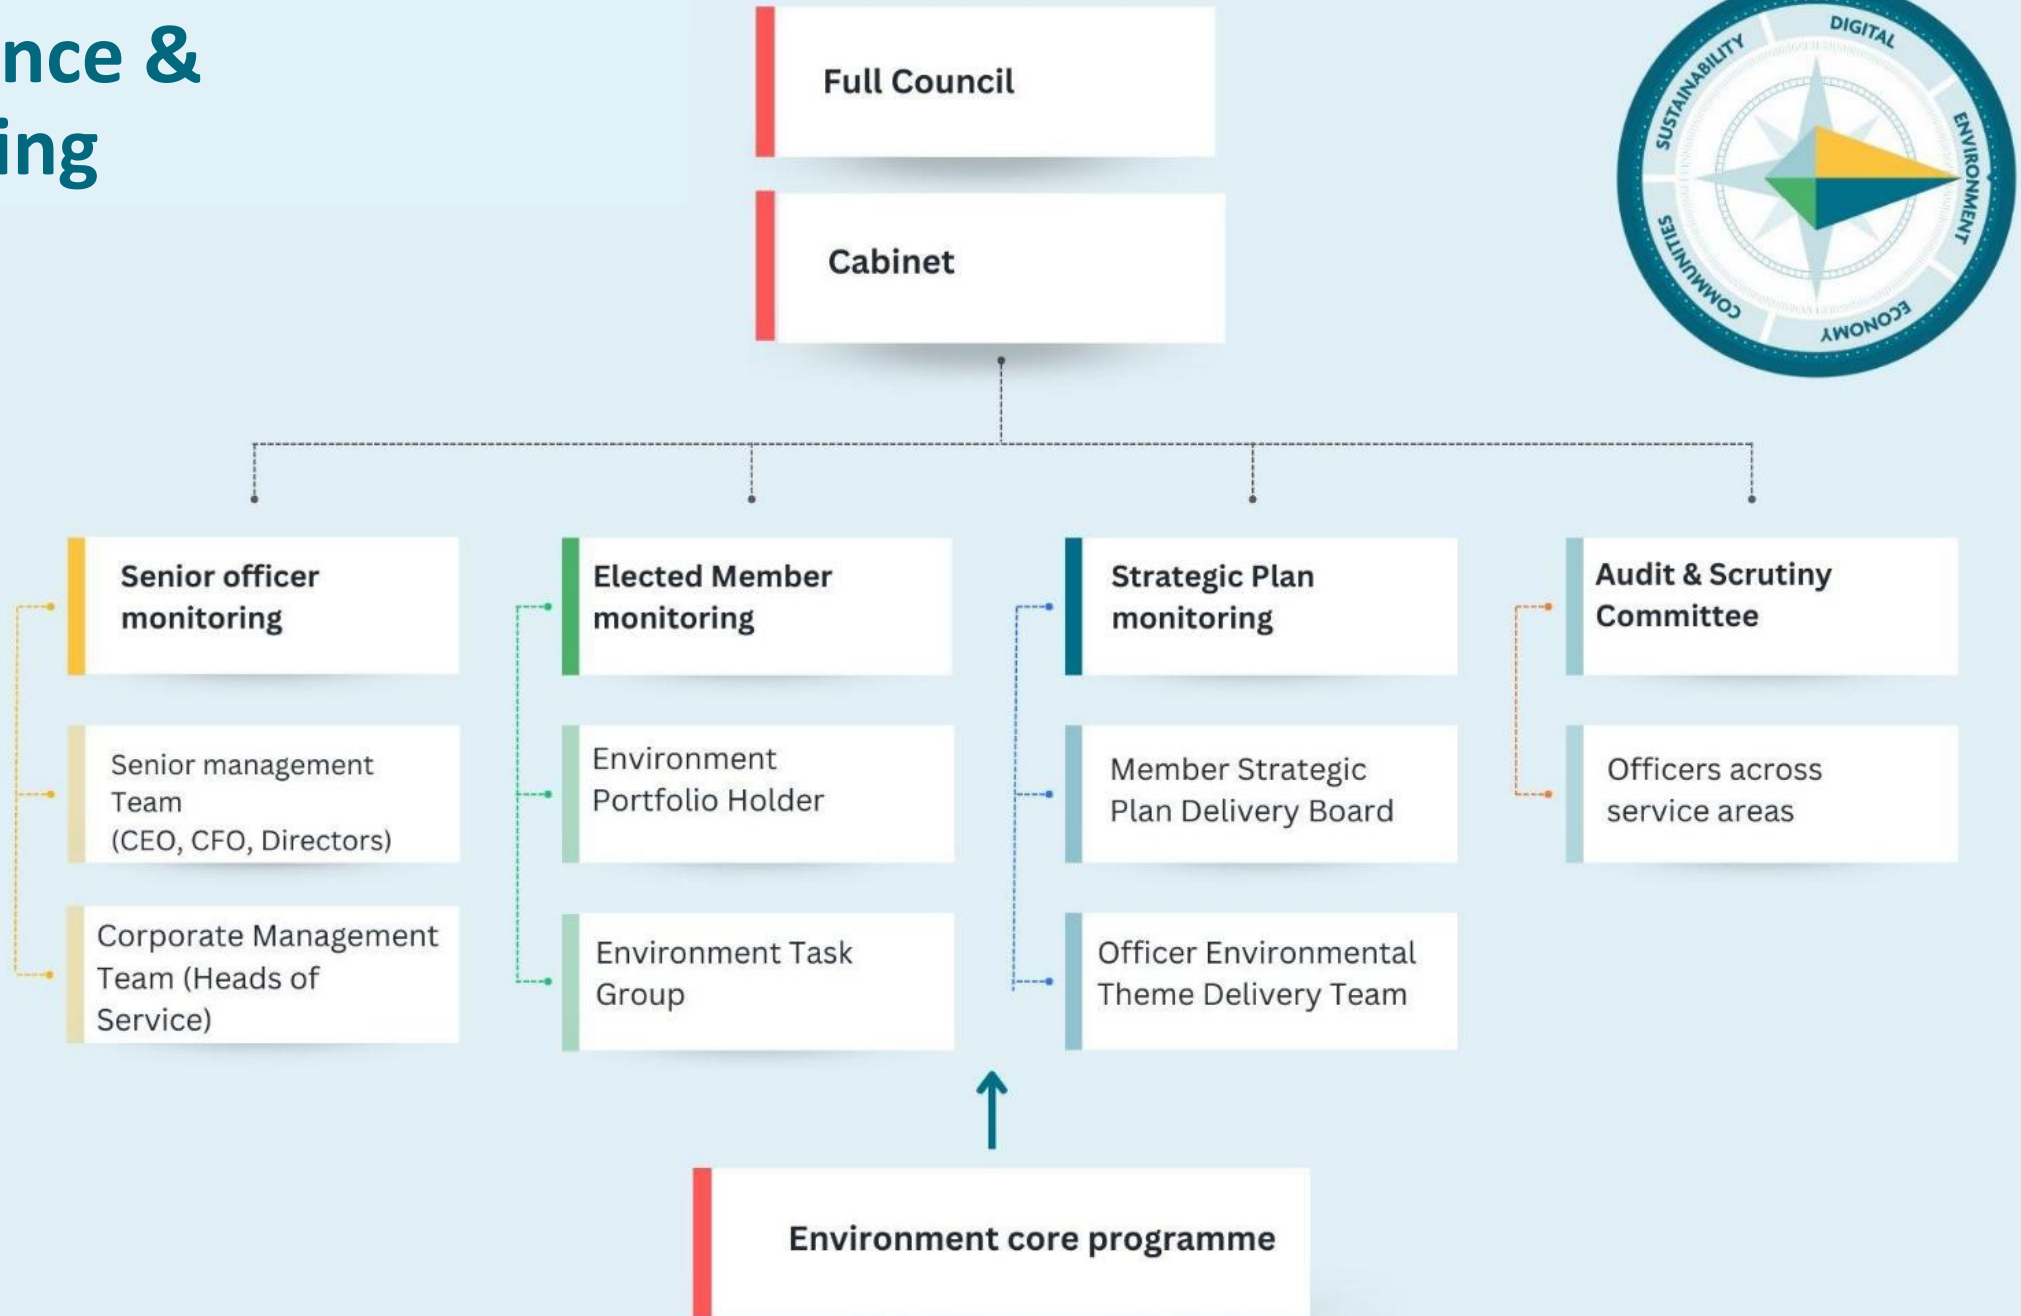 nce &
ing
Full Council
Cabinet
SUSTAINABILITY
DIGITAL
ENVIRONMENT
ECONOMY
COMMUNITIES
Senior officer
monitoring
Senior management
Team
(CEO, CFO, Directors)
Corporate Management
Team (Heads of
Service)
Elected Member
monitoring
Environment
Portfolio Holder
Environment Task
Group
Strategic Plan
monitoring
Member Strategic
Plan Delivery Board
Officer Environmental
Theme Delivery Team
Audit & Scrutiny
Committee
Officers across
service areas
Environment core programme